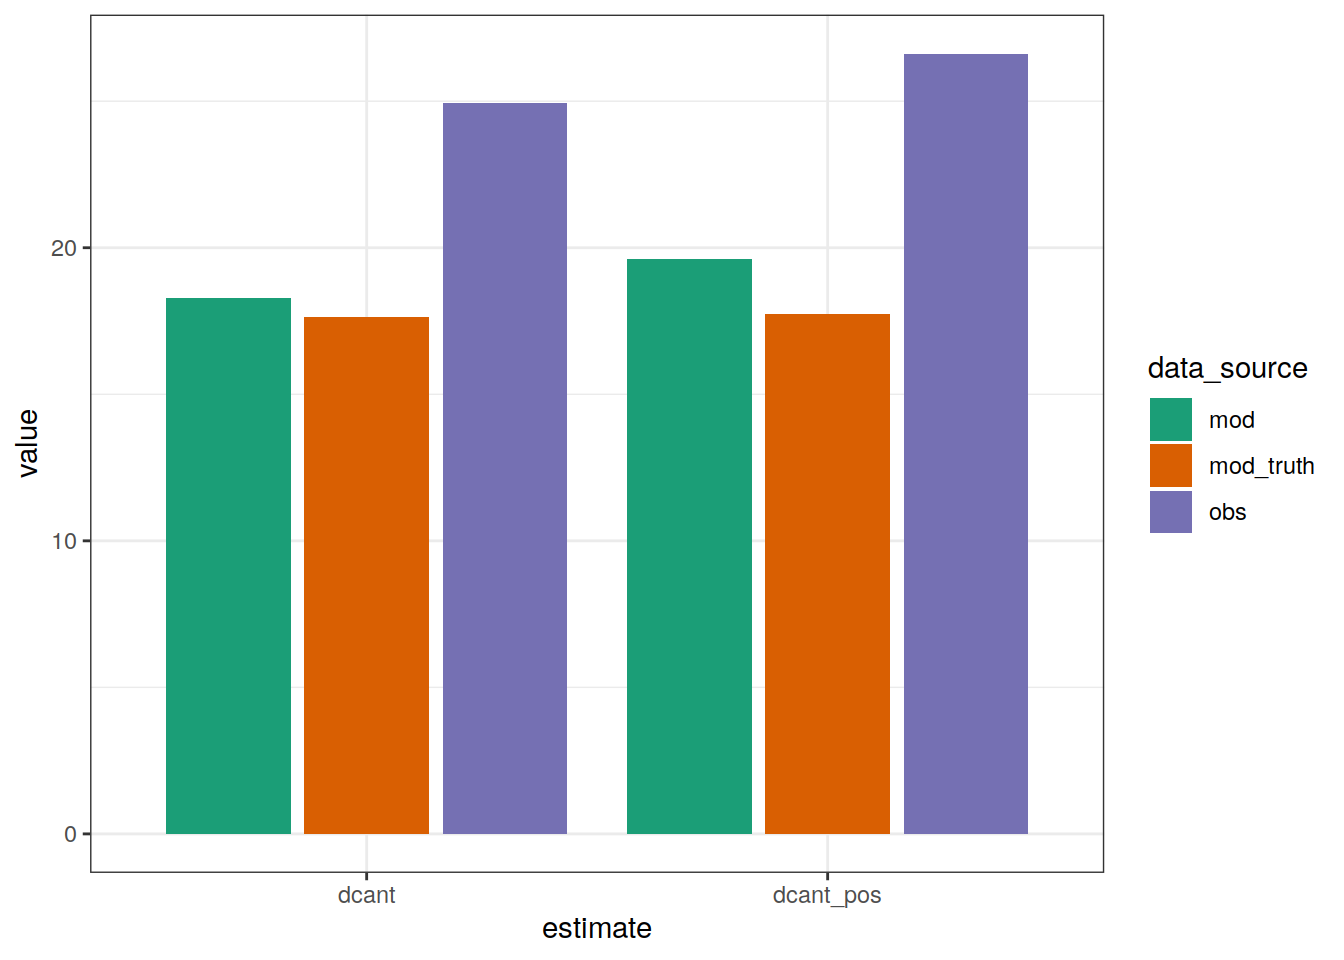 20
10
0
value
dcant
dcant_pos
estimate
data_source
mod
mod_truth
obs